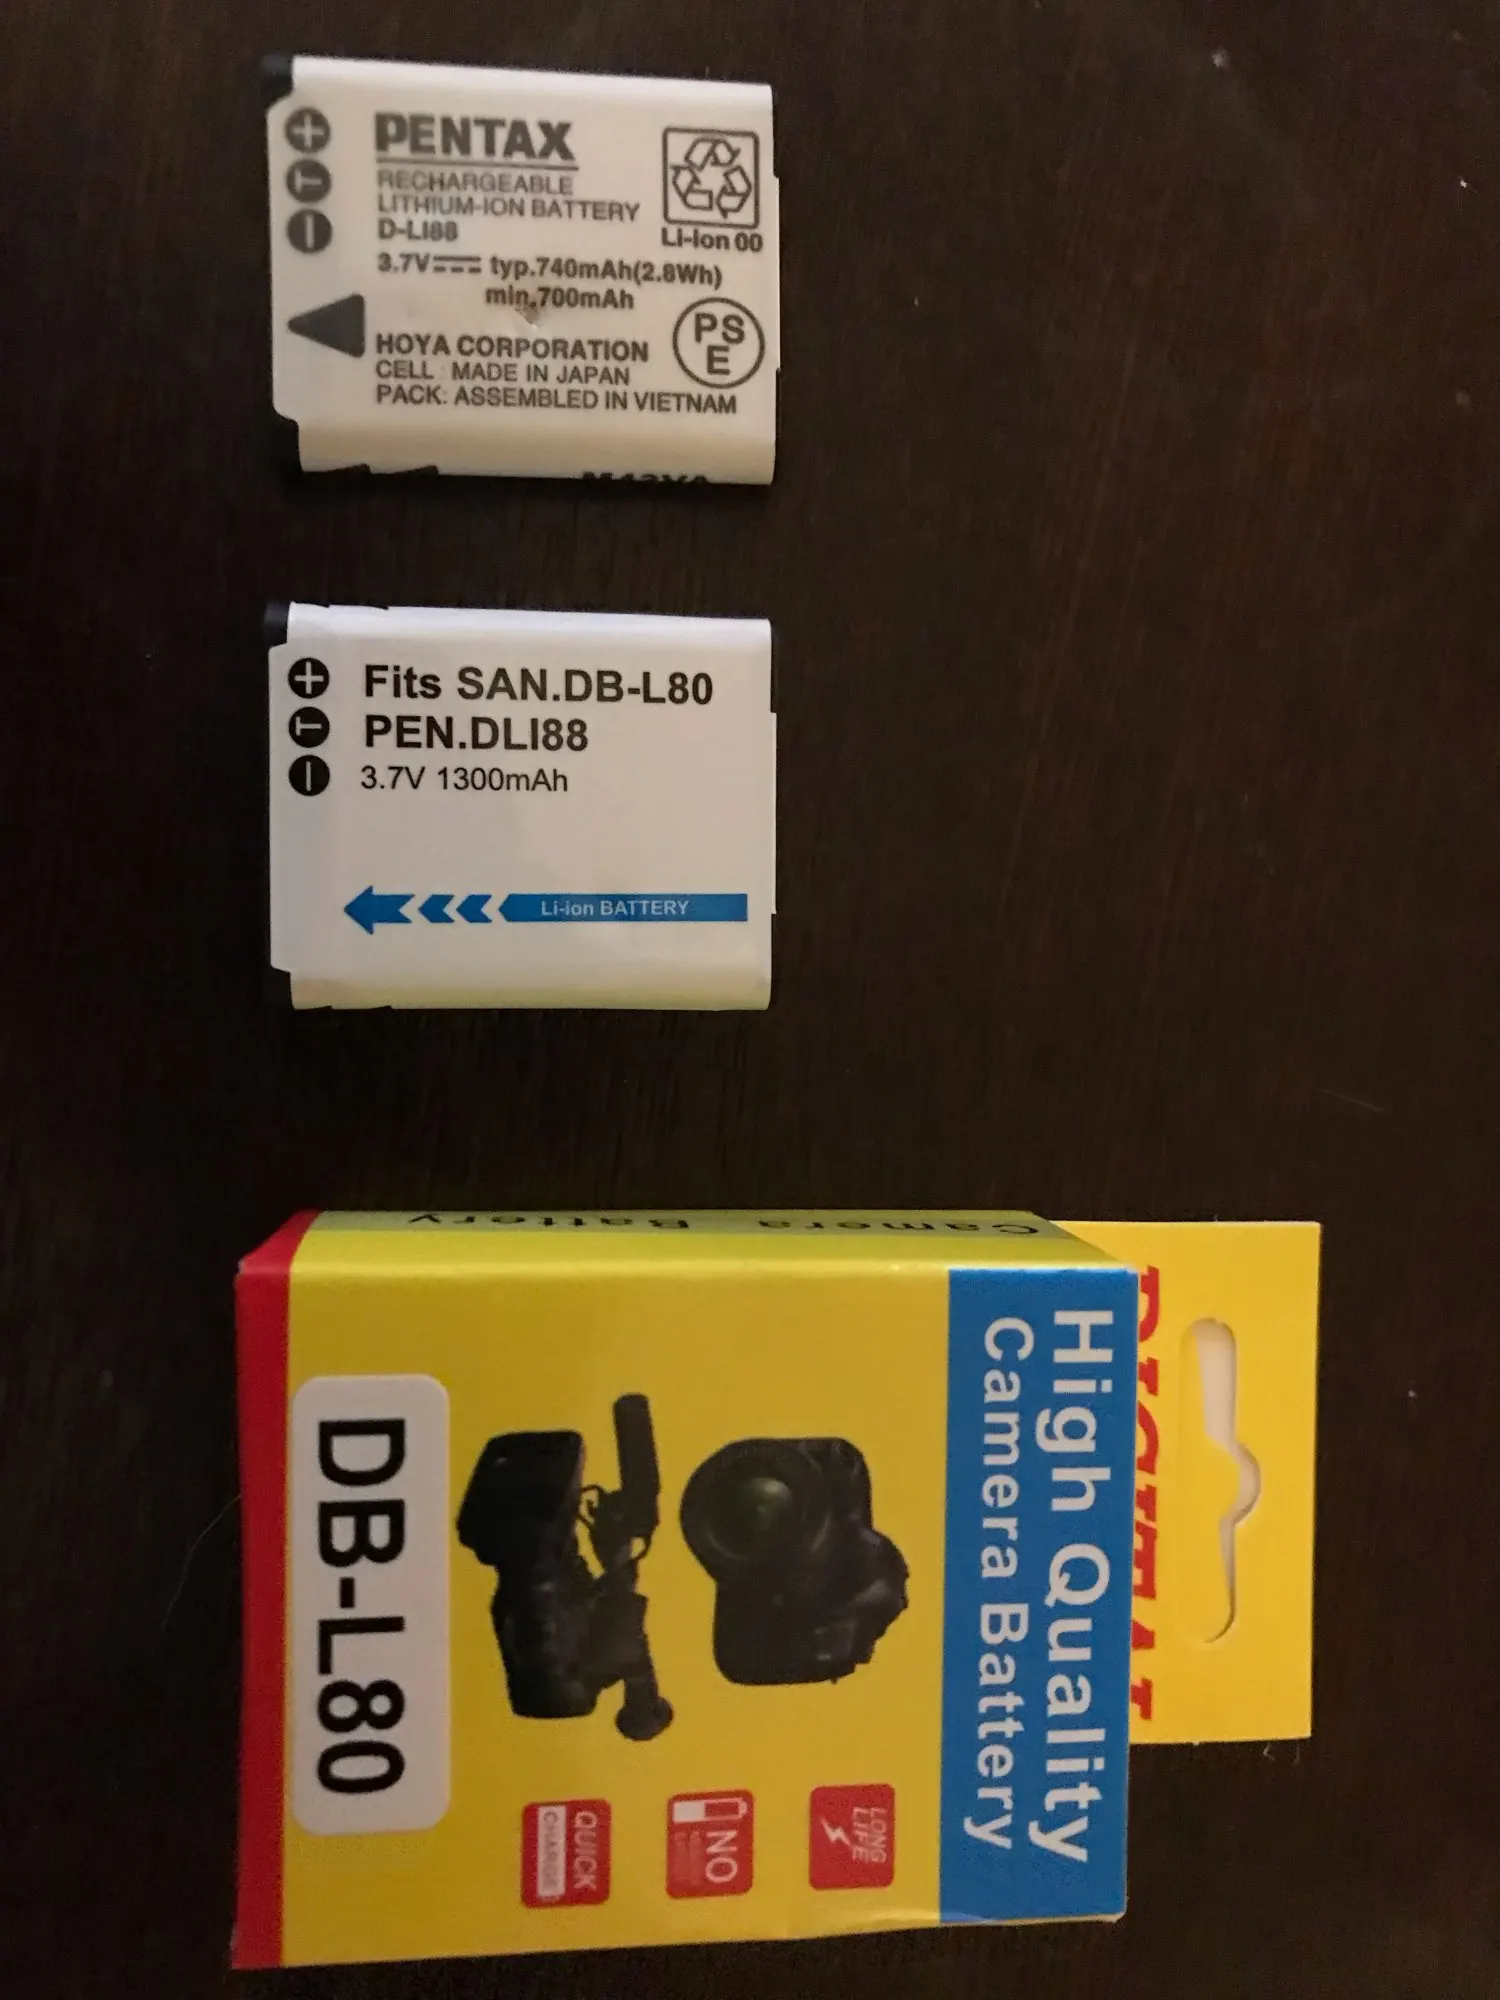 PENTAX
RECHARGEABLE
LITHIUM-ION BATTERY
D-LI88
3.7V typ.740mAh(2.8Wh)
min.700mAh
HOYA CORPORATION
CELL : MADE IN JAPAN
PACK: ASSEMBLED IN VIETNAM
Li-Ion 00
PS
E
+
T
−
Fits SAN.DB-L80
PEN.DLI88
3.7V 1300mAh
Li-ion BATTERY
+
T
−
Camera Battery
DIGITAL
High Quality
Camera Battery
LONG
LIFE
NO
QUICK
CHARGE
DB-L80